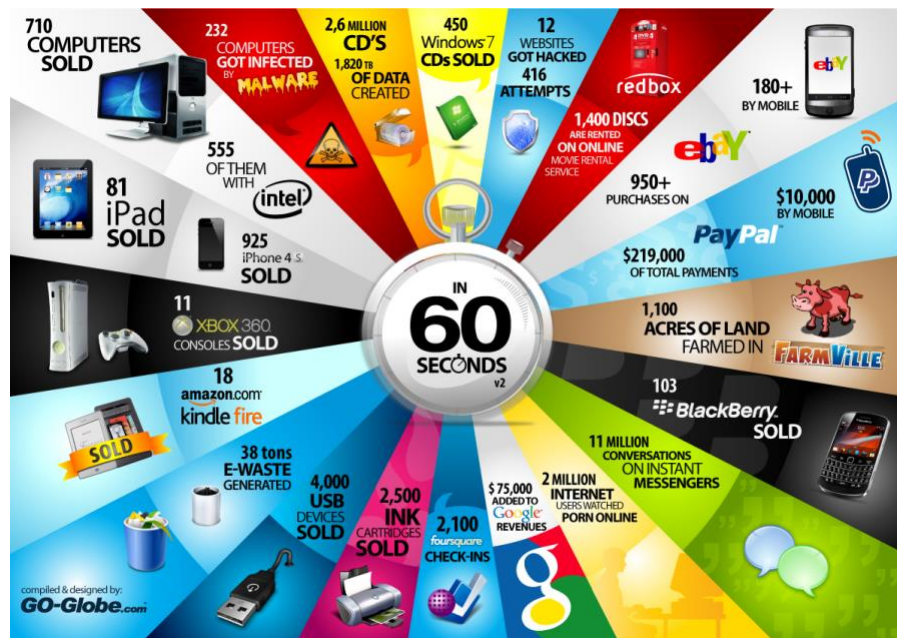 710
COMPUTERS
SOLD
555
OF THEM
WITH
intel
232
COMPUTERS
GOT INFECTED
BY
MALWARE
2,6 MILLION
CD'S
1,820 TB
OF DATA
CREATED
450
Windows 7
CDs SOLD
12
WEBSITES
GOT HACKED
416
ATTEMPTS
redbox
1,400 DISCS
ARE RENTED
ON ONLINE
MOVIE RENTAL
SERVICE
ebY
180+
BY MOBILE
ebY
950+
PURCHASES ON
$10,000
BY MOBILE
PayPal
$219,000
OF TOTAL PAYMENTS
1,100
ACRES OF LAND
FARMED IN
FARMVILLE
103
BlackBerry
SOLD
11 MILLION
CONVERSATIONS
ON INSTANT
MESSENGERS
2 MILLION
INTERNET
USERS WATCHED
PORN ONLINE
$ 75,000
ADDED TO
Google
REVENUES
g
2,100
foursquare
CHECK-INS
2,500
INK
CARTRIDGES
SOLD
4,000
USB
DEVICES
SOLD
38 tons
E-WASTE
GENERATED
18
amazon.com
kindle fire
SOLD
11
XBOX 360
CONSOLES SOLD
925
iPhone 4 S
SOLD
81
iPad
SOLD
IN
60
SECONDS
v2
compiled & designed by:
GO-Globe.com